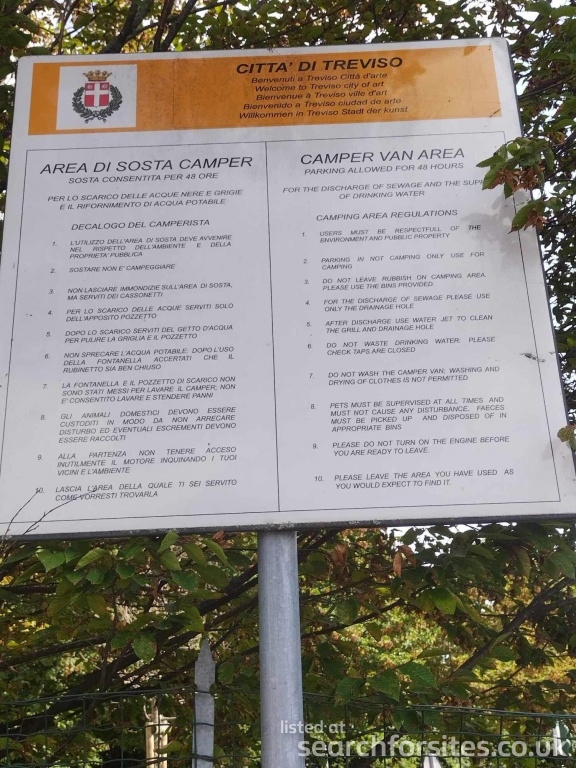 CITTA' DI TREVISO
Benvenuti a Treviso Città d'arte
Welcome to Treviso city of art
Bienvenue à Treviso ville d'art
Bienvenido a Treviso ciudad de arte
Willkommen in Treviso Stadt der kunst
AREA DI SOSTA CAMPER
SOSTA CONSENTITA PER 48 ORE
PER LO SCARICO DELLE ACQUE NERE E GRIGIE
E IL RIFORNIMENTO DI ACQUA POTABILE
DECALOGO DEL CAMPERISTA
1. L'UTILIZZO DELL'AREA DI SOSTA DEVE AVVENIRE
NEL RISPETTO DELL'AMBIENTE E DELLA
PROPRIETA' PUBBLICA
2. SOSTARE NON E' CAMPEGGIARE
3. NON LASCIARE IMMONDIZIE SULL'AREA DI SOSTA,
MA SERVITI DEI CASSONETTI
4. PER LO SCARICO DELLE ACQUE SERVITI SOLO
DELL'APPOSITO POZZETTO
5. DOPO LO SCARICO SERVITI DEL GETTO D'ACQUA
PER PULIRE LA GRIGLIA E IL POZZETTO
6. NON SPRECARE L'ACQUA POTABILE: DOPO L'USO
DELLA FONTANELLA ACCERTATI CHE IL
RUBINETTO SIA BEN CHIUSO
7. LA FONTANELLA E IL POZZETTO DI SCARICO NON
SONO STATI MESSI PER LAVARE IL CAMPER; NON
E' CONSENTITO LAVARE E STENDERE PANNI
8. GLI ANIMALI DOMESTICI DEVONO ESSERE
CUSTODITI IN MODO DA NON ARRECARE
DISTURBO ED EVENTUALI ESCREMENTI DEVONO
ESSERE RACCOLTI
9. ALLA PARTENZA NON TENERE ACCESO
INUTILMENTE IL MOTORE INQUINANDO I TUOI
VICINI E L'AMBIENTE
10. LASCIA L'AREA DELLA QUALE TI SEI SERVITO
COME VORRESTI TROVARLA
CAMPER VAN AREA
PARKING ALLOWED FOR 48 HOURS
FOR THE DISCHARGE OF SEWAGE AND THE SUP
OF DRINKING WATER
CAMPING AREA REGULATIONS
1. USERS MUST BE RESPECTFULL OF THE
ENVIRONMENT AND PUBBLIC PROPERTY
2. PARKING IN NOT CAMPING ONLY USE FOR
CAMPING
3. DO NOT LEAVE RUBBISH ON CAMPING AREA.
PLEASE USE THE BINS PROVIDED.
4. FOR THE DISCHARGE OF SEWAGE PLEASE USE
ONLY THE DRAINAGE HOLE
5. AFTER DISCHARGE USE WATER JET TO CLEAN
THE GRILL AND DRAINAGE HOLE
6. DO NOT WASTE DRINKING WATER: PLEASE
CHECK TAPS ARE CLOSED
7. DO NOT WASH THE CAMPER VAN; WASHING AND
DRYING OF CLOTHES IS NOT PERMITTED
8. PETS MUST BE SUPERVISED AT ALL TIMES AND
MUST NOT CAUSE ANY DISTURBANCE. FAECES
MUST BE PICKED UP AND DISPOSED OF IN
APPROPRIATE BINS
9. PLEASE DO NOT TURN ON THE ENGINE BEFORE
YOU ARE READY TO LEAVE.
10. PLEASE LEAVE THE AREA YOU HAVE USED AS
YOU WOULD EXPECT TO FIND IT.
listed at
searchforsites.co.uk